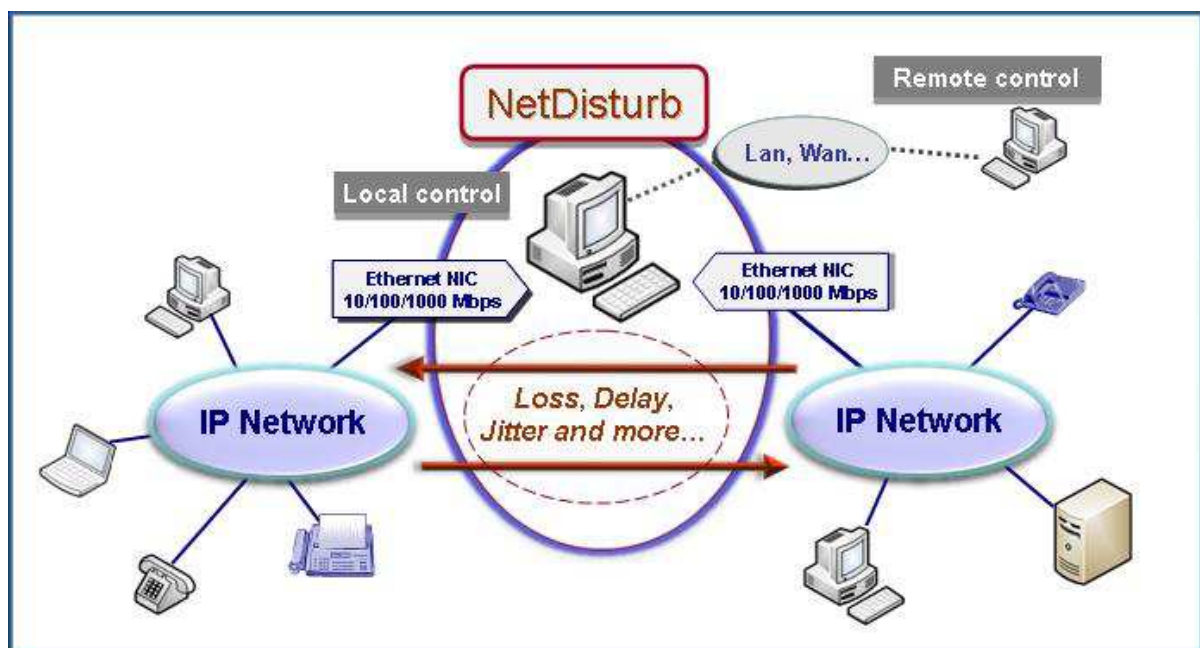 NetDisturb
Remote control
Lan, Wan...
Local control
Ethernet NIC
10/100/1000 Mbps
Ethernet NIC
10/100/1000 Mbps
IP Network
Loss, Delay,
Jitter and more...
IP Network